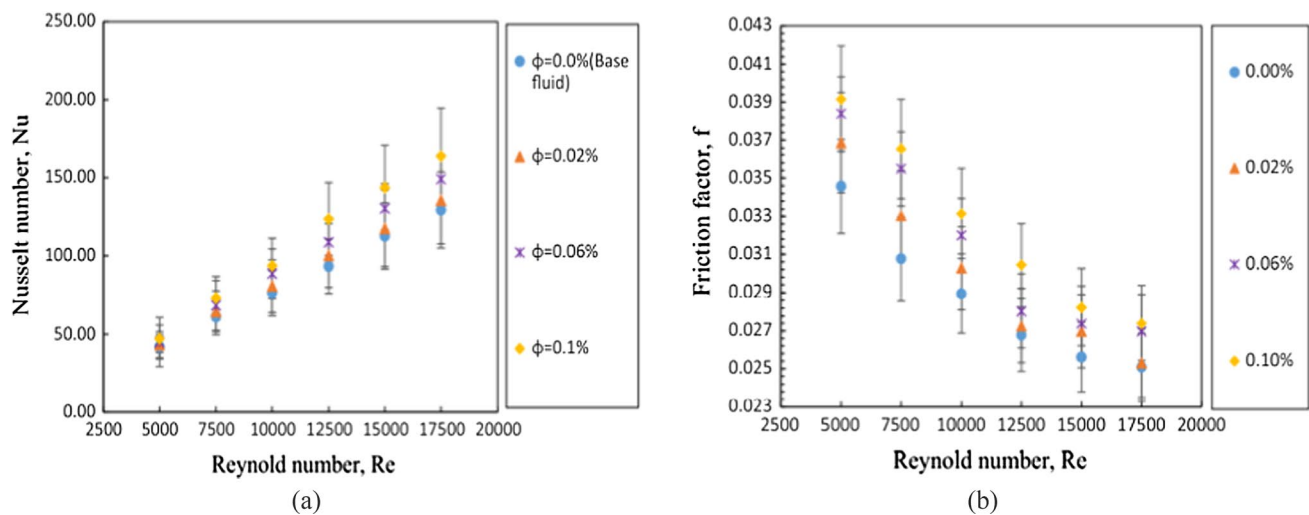 250.00
200.00
150.00
100.00
50.00
0.00
Nusselt number, Nu
2500 5000 7500 10000 12500 15000 17500 20000
Reynold number, Re
ϕ=0.0%(Base
fluid)
ϕ=0.02%
ϕ=0.06%
ϕ=0.1%
(a)
0.043
0.041
0.039
0.037
0.035
0.033
0.031
0.029
0.027
0.025
0.023
Friction factor, f
2500 5000 7500 10000 12500 15000 17500 20000
Reynold number, Re
0.00%
0.02%
0.06%
0.10%
(b)